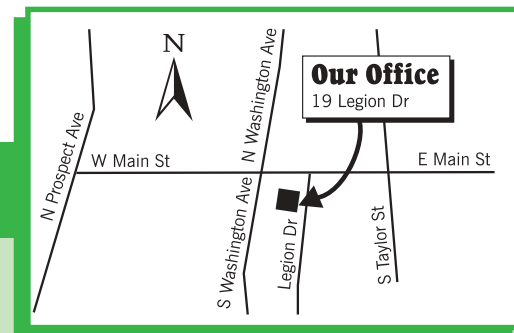 N
N Washington Ave
Our Office
19 Legion Dr
N Prospect Ave
W Main St
E Main St
S Washington Ave
Legion Dr
S Taylor St